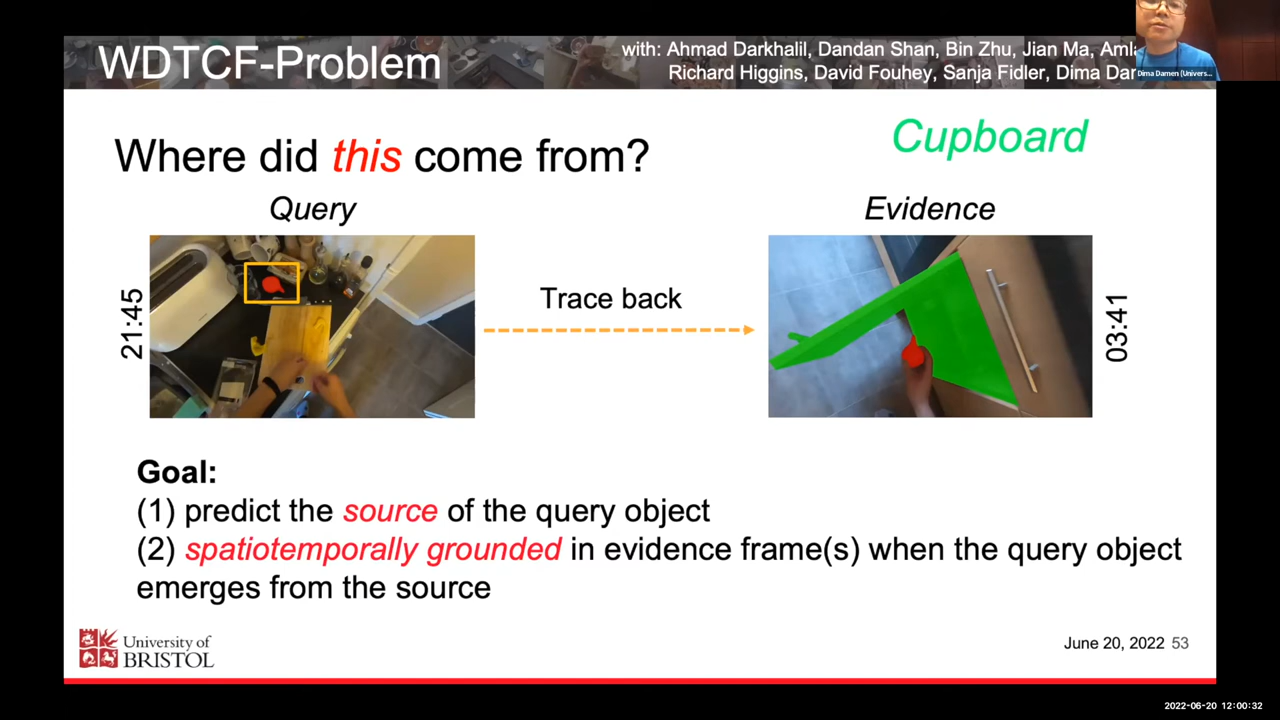 WDTCF-Problem
with: Ahmad Darkhalil, Dandan Shan, Bin Zhu, Jian Ma,
Richard Higgins, David Fouhey, Sanja Fidler, Dima
Dima Damen (Univers...
Where did this come from?
Cupboard
Query
Evidence
21:45
Trace back
03:41
Goal:
(1) predict the source of the query object
(2) spatiotemporally grounded in evidence frame(s) when the query object
emerges from the source
University of
BRISTOL
June 20, 2022 53
2022-06-20 12:00:32